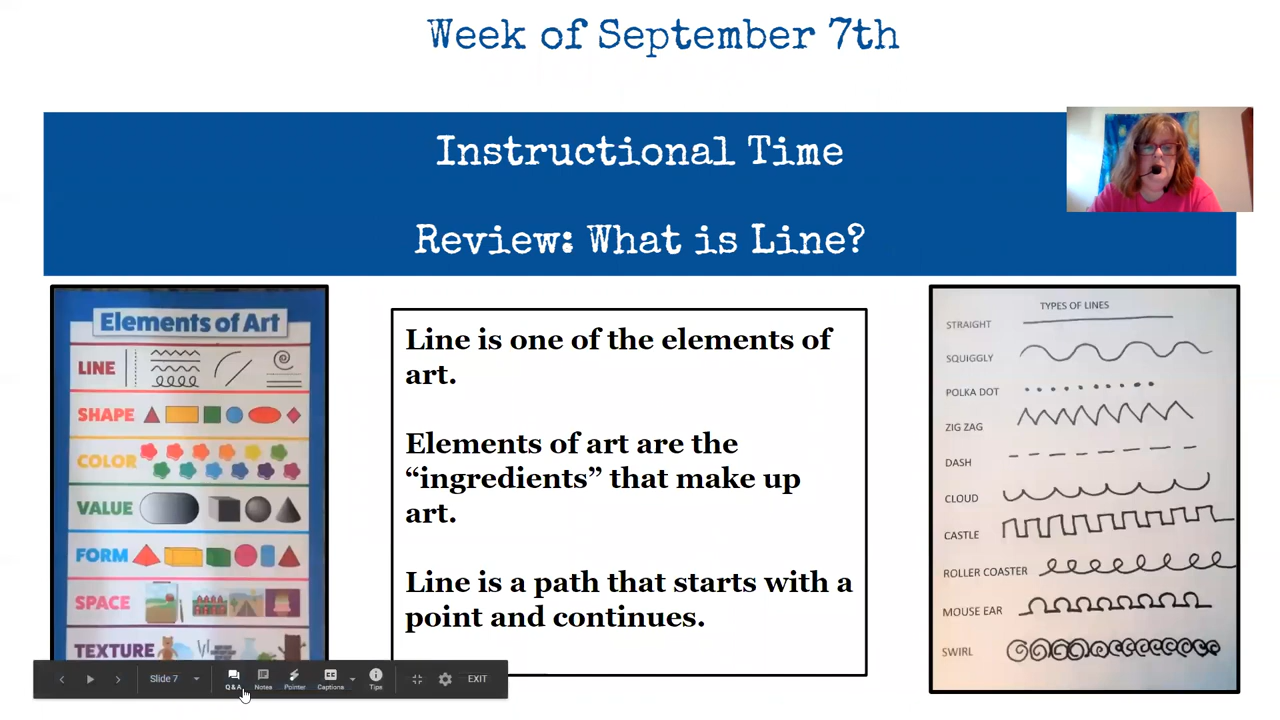 Week of September 7th
Instructional Time
Review: What is Line?
Elements of Art
LINE
SHAPE
COLOR
VALUE
FORM
SPACE
TEXTURE
Line is one of the elements of
art.
Elements of art are the
“ingredients” that make up
art.
Line is a path that starts with a
point and continues.
TYPES OF LINES
STRAIGHT
SQUIGGLY
POLKA DOT
ZIG ZAG
DASH
CLOUD
CASTLE
ROLLER COASTER
MOUSE EAR
SWIRL
Slide 7
Q&A
Notes
Pointer
Captions
Tips
EXIT